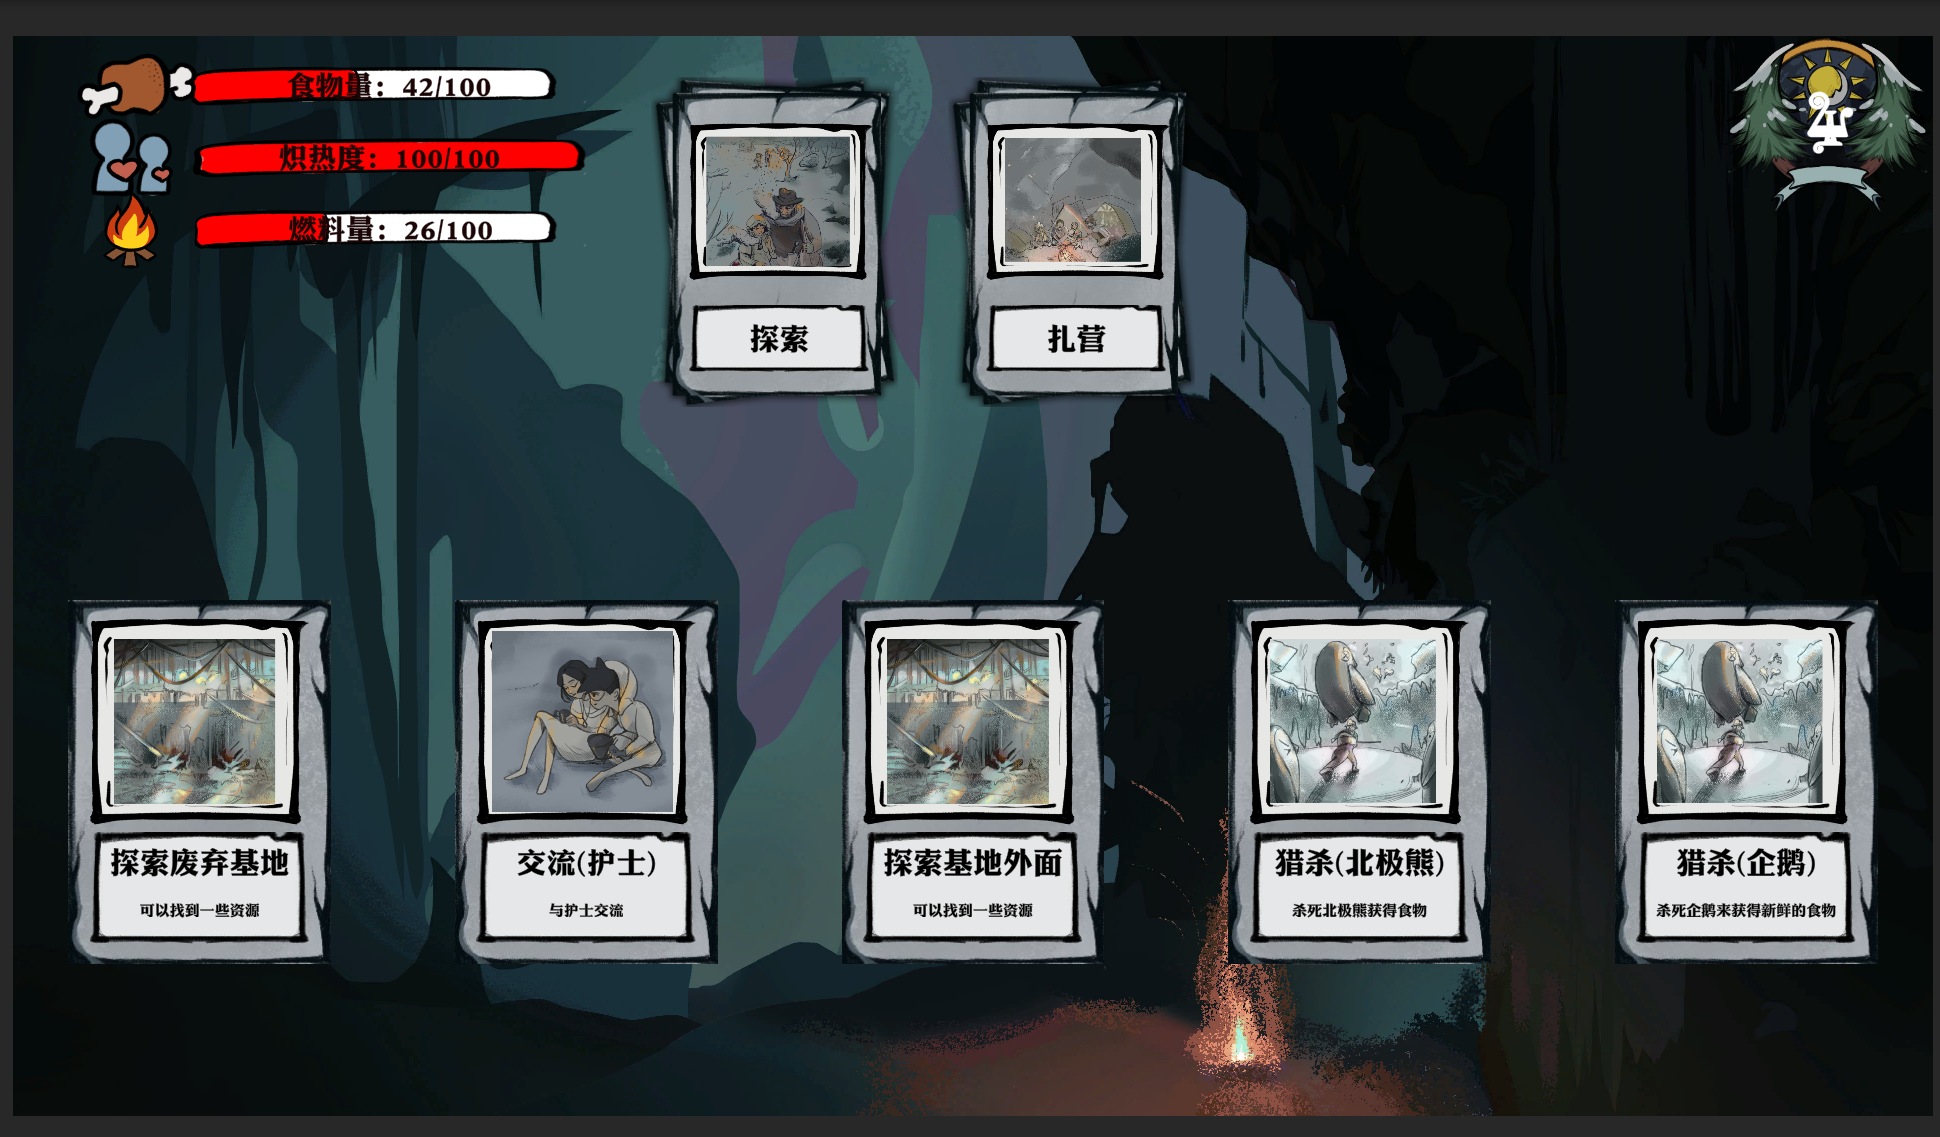 食物量：42/100
炽热度：100/100
燃料量：26/100
探索
扎营
探索废弃基地
可以找到一些资源
交流(护士)
与护士交流
探索基地外面
可以找到一些资源
猎杀(北极熊)
杀死北极熊获得食物
猎杀(企鹅)
杀死企鹅来获得新鲜的食物